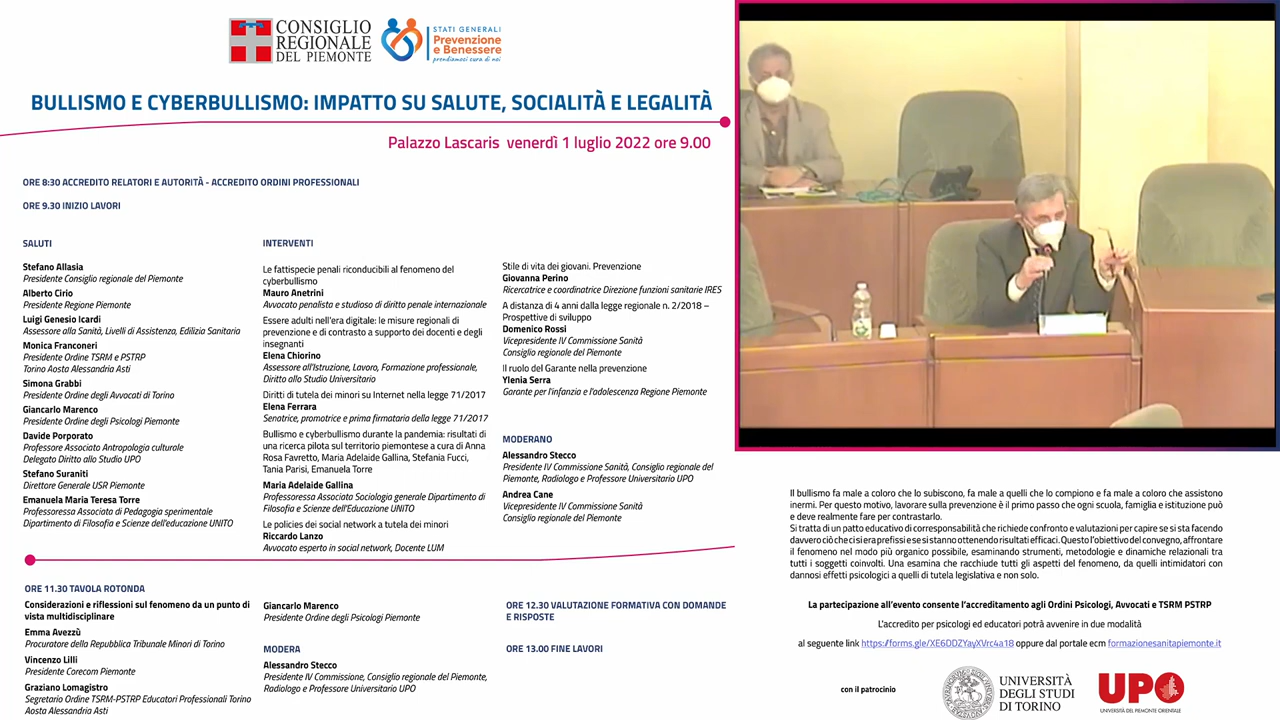 CONSIGLIO
REGIONALE
DEL PIEMONTE
STATI GENERALI
Prevenzione
e Benessere
prendiamoci cura di noi
BULLISMO E CYBERBULLISMO: IMPATTO SU SALUTE, SOCIALITÀ E LEGALITÀ
Palazzo Lascaris venerdì 1 luglio 2022 ore 9.00
ORE 8:30 ACCREDITO RELATORI E AUTORITÀ - ACCREDITO ORDINI PROFESSIONALI
ORE 9.30 INIZIO LAVORI
SALUTI
Stefano Allasia
Presidente Consiglio regionale del Piemonte
Alberto Cirio
Presidente Regione Piemonte
Luigi Genesio Icardi
Assessore alla Sanità, Livelli di Assistenza, Edilizia Sanitaria
Monica Franconeri
Presidente Ordine TSRM e PSTRP
Torino Aosta Alessandria Asti
Simona Grabbi
Presidente Ordine degli Avvocati di Torino
Giancarlo Marenco
Presidente Ordine degli Psicologi Piemonte
Davide Porporato
Professore Associato Antropologia culturale
Delegato Diritto allo Studio UPO
Stefano Suraniti
Direttore Generale USR Piemonte
Emanuela Maria Teresa Torre
Professoressa Associata di Pedagogia sperimentale
Dipartimento di Filosofia e Scienze dell'educazione UNITO
INTERVENTI
Le fattispecie penali riconducibili al fenomeno del
cyberbullismo
Mauro Anetrini
Avvocato penalista e studioso di diritto penale internazionale
Essere adulti nell'era digitale: le misure regionali di
prevenzione e di contrasto a supporto dei docenti e degli
insegnanti
Elena Chiorino
Assessore all'Istruzione, Lavoro, Formazione professionale,
Diritto allo Studio Universitario
Diritti di tutela dei minori su Internet nella legge 71/2017
Elena Ferrara
Senatrice, promotrice e prima firmataria della legge 71/2017
Bullismo e cyberbullismo durante la pandemia: risultati di
una ricerca pilota sul territorio piemontese a cura di Anna
Rosa Favretto, Maria Adelaide Gallina, Stefania Fucci,
Tania Parisi, Emanuela Torre
Maria Adelaide Gallina
Professoressa Associata Sociologia generale Dipartimento di
Filosofia e Scienze dell'Educazione UNITO
Le policies dei social network a tutela dei minori
Riccardo Lanzo
Avvocato esperto in social network, Docente LUM
Stile di vita dei giovani. Prevenzione
Giovanna Perino
Ricercatrice e coordinatrice Direzione funzioni sanitarie IRES
A distanza di 4 anni dalla legge regionale n. 2/2018 –
Prospettive di sviluppo
Domenico Rossi
Vicepresidente IV Commissione Sanità
Consiglio regionale del Piemonte
Il ruolo del Garante nella prevenzione
Ylenia Serra
Garante per l'infanzia e l'adolescenza Regione Piemonte
MODERANO
Alessandro Stecco
Presidente IV Commissione Sanità, Consiglio regionale del
Piemonte, Radiologo e Professore Universitario UPO
Andrea Cane
Vicepresidente IV Commissione Sanità
Consiglio regionale del Piemonte
ORE 11.30 TAVOLA ROTONDA
Considerazioni e riflessioni sul fenomeno da un punto di
vista multidisciplinare
Emma Avezzù
Procuratore della Repubblica Tribunale Minori di Torino
Vincenzo Lilli
Presidente Corecom Piemonte
Graziano Lomagistro
Segretario Ordine TSRM-PSTRP Educatori Professionali Torino
Aosta Alessandria Asti
Giancarlo Marenco
Presidente Ordine degli Psicologi Piemonte
MODERA
Alessandro Stecco
Presidente IV Commissione, Consiglio regionale del Piemonte,
Radiologo e Professore Universitario UPO
ORE 12.30 VALUTAZIONE FORMATIVA CON DOMANDE
E RISPOSTE
ORE 13.00 FINE LAVORI
Il bullismo fa male a coloro che lo subiscono, fa male a quelli che lo compiono e fa male a coloro che assistono
inermi. Per questo motivo, lavorare sulla prevenzione è il primo passo che ogni scuola, famiglia e istituzione può
e deve realmente fare per contrastarlo.
Si tratta di un patto educativo di corresponsabilità che richiede confronto e valutazioni per capire se si sta facendo
davvero ciò che ci si era prefissi e se si stanno ottenendo risultati efficaci. Questo l'obiettivo del convegno, affrontare
il fenomeno nel modo più organico possibile, esaminando strumenti, metodologie e dinamiche relazionali tra
tutti i soggetti coinvolti. Una esamina che racchiude tutti gli aspetti del fenomeno, da quelli intimidatori con
dannosi effetti psicologici a quelli di tutela legislativa e non solo.
La partecipazione all'evento consente l'accreditamento agli Ordini Psicologi, Avvocati e TSRM PSTRP
L'accredito per psicologi ed educatori potrà avvenire in due modalità
al seguente link https://forms.gle/XE6DDZYayXVrc4a18 oppure dal portale ecm formazionesanitapiemonte.it
con il patrocinio
UNIVERSITÀ
DEGLI STUDI
DI TORINO
UPO
UNIVERSITÀ DEL PIEMONTE ORIENTALE